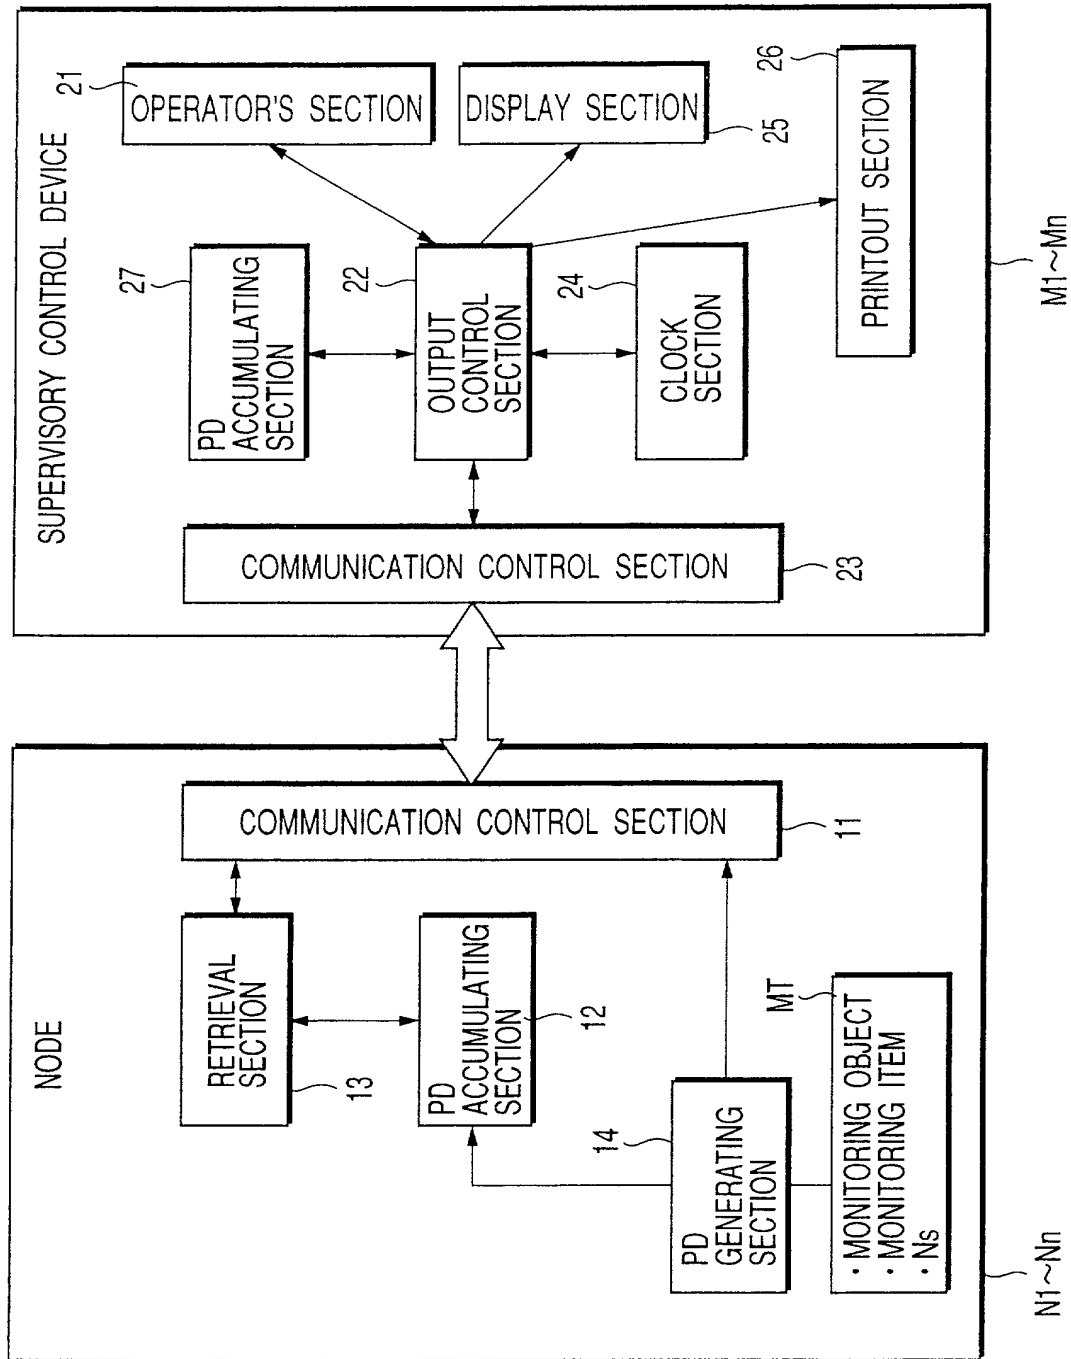 NODE
RETRIEVAL
SECTION
13
PD
ACCUMULATING
SECTION
12
14
PD
GENERATING
SECTION
MT
· MONITORING OBJECT
· MONITORING ITEM
· Ns
COMMUNICATION CONTROL SECTION
11
N1~Nn
SUPERVISORY CONTROL DEVICE
COMMUNICATION CONTROL SECTION
23
27
PD
ACCUMULATING
SECTION
22
OUTPUT
CONTROL
SECTION
24
CLOCK
SECTION
21
OPERATOR'S SECTION
DISPLAY SECTION
25
26
PRINTOUT SECTION
M1~Mn